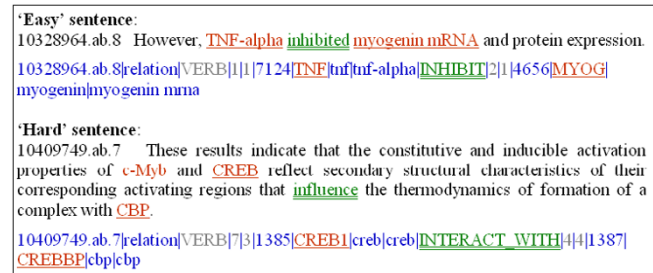 ‘Easy’ sentence:
10328964.ab.8 However, TNF-alpha inhibited myogenin mRNA and protein expression.
10328964.ab.8|relation|VERB|1|1|7124|TNF|tnf|tnf-alpha|INHIBIT|2|1|4656|MYOG|
myogenin|myogenin mrna
‘Hard’ sentence:
10409749.ab.7 These results indicate that the constitutive and inducible activation
properties of c-Myb and CREB reflect secondary structural characteristics of their
corresponding activating regions that influence the thermodynamics of formation of a
complex with CBP.
10409749.ab.7|relation|VERB|7|3|1385|CREB1|creb|creb|INTERACT_WITH|4|4|1387|
CREBBP|cbp|cbp